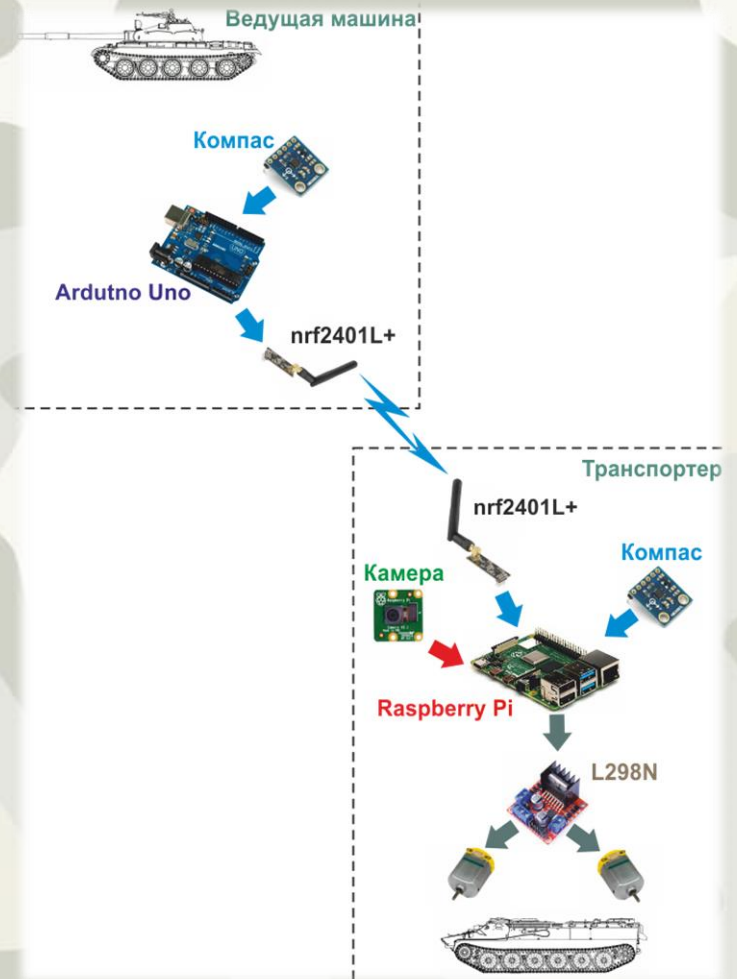 Ведущая машина
Компас
Ardutno Uno
nrf2401L+
Транспортер
nrf2401L+
Компас
Камера
Raspberry Pi
L298N